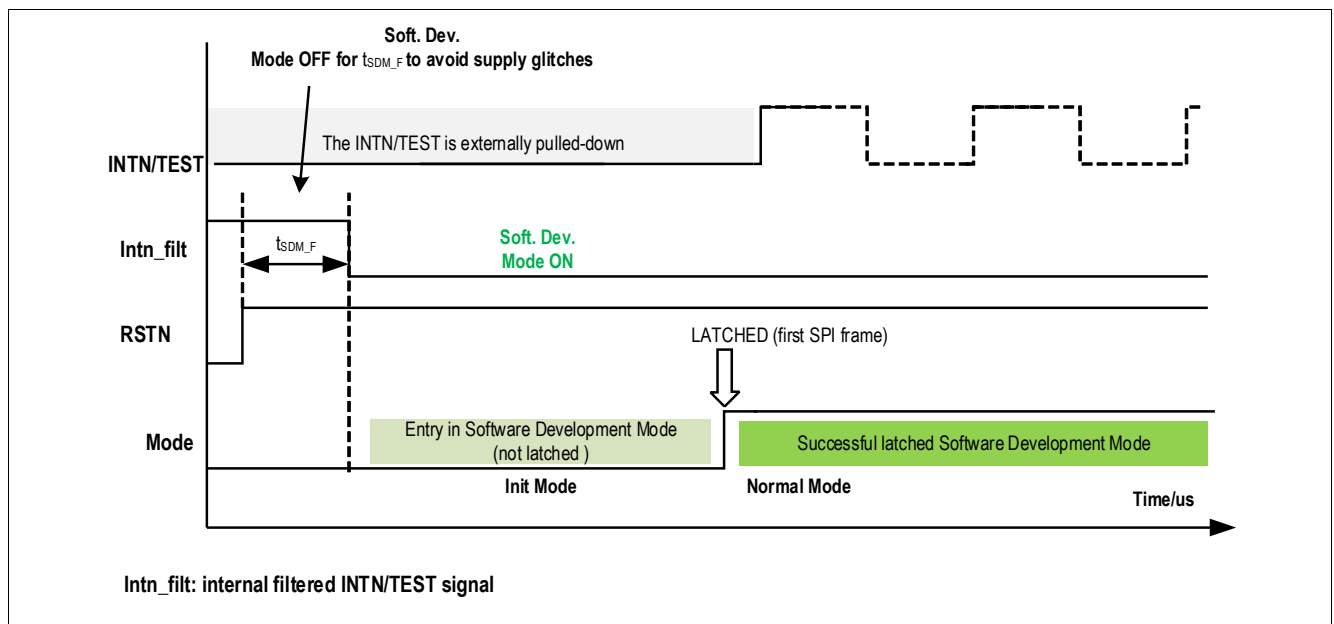 Soft. Dev.
Mode OFF for tSDM_F to avoid supply glitches
The INTN/TEST is externally pulled-down
INTN/TEST
Intn_filt
tSDM_F
Soft. Dev.
Mode ON
RSTN
LATCHED (first SPI frame)
Mode
Entry in Software Development Mode
(not latched )
Successful latched Software Development Mode
Init Mode
Normal Mode
Time/us
Intn_filt: internal filtered INTN/TEST signal